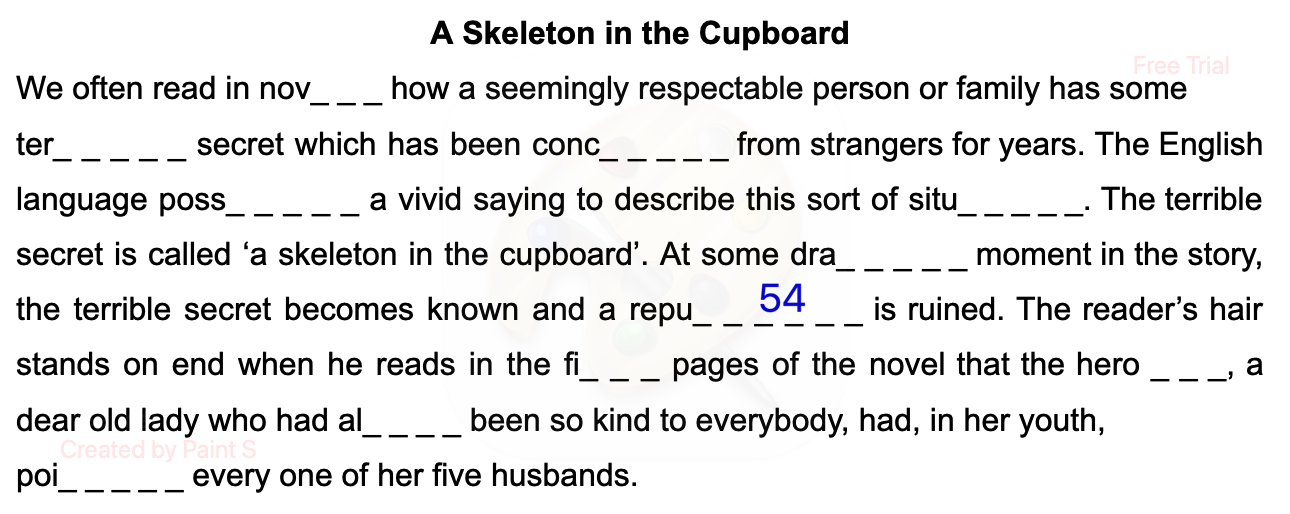 A Skeleton in the Cupboard
Free Trial
We often read in nov_ _ _ how a seemingly respectable person or family has some
ter_ _ _ _ _ secret which has been conc_ _ _ _ _ from strangers for years. The English
language poss_ _ _ _ _ a vivid saying to describe this sort of situ_ _ _ _ _. The terrible
secret is called ‘a skeleton in the cupboard’. At some dra_ _ _ _ _ moment in the story,
54
the terrible secret becomes known and a repu_ _ _ _ _ _ is ruined. The reader’s hair
stands on end when he reads in the fi_ _ _ pages of the novel that the hero _ _ _, a
dear old lady who had al_ _ _ _ been so kind to everybody, had, in her youth,
Created by Paint S
poi_ _ _ _ _ every one of her five husbands.